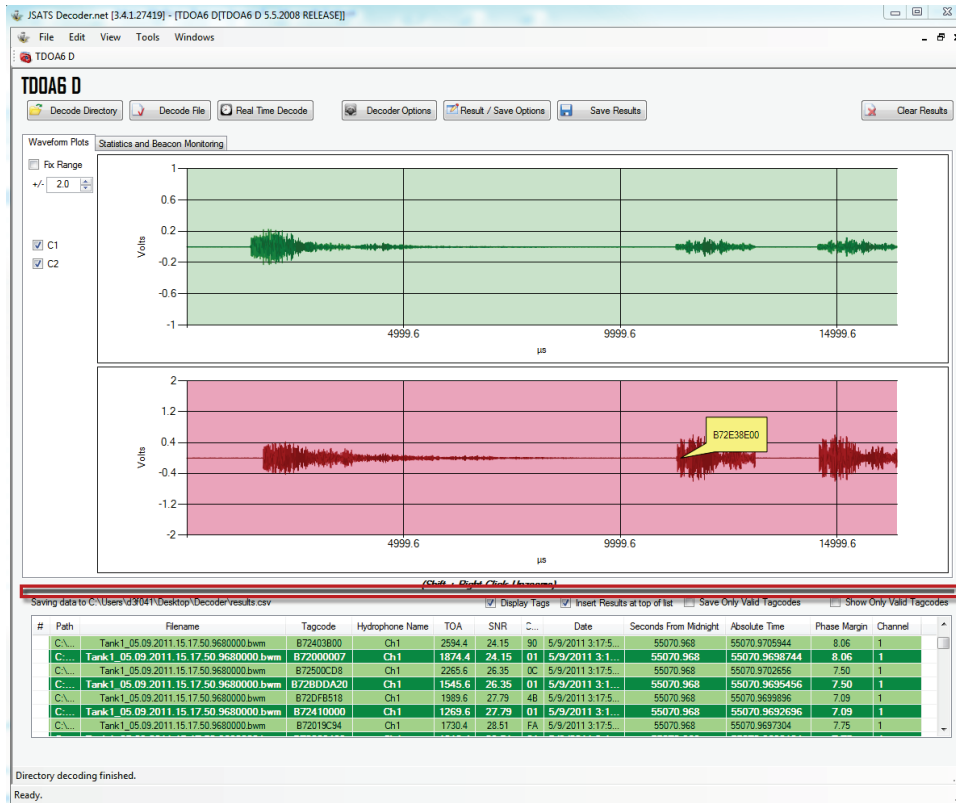 JSATS Decoder.net [3.4.1.27419] - [TDOA6 D[TDOA6 D 5.5.2008 RELEASE]]
File Edit View Tools Windows
TDOA6 D
TDOA6 D
Decode Directory Decode File Real Time Decode Decoder Options Result / Save Options Save Results Clear Results
Waveform Plots Statistics and Beacon Monitoring
Fix Range
+/- 2.0
C1
C2
1
0.6
0.2
-0.2
-0.6
-1
Volts
4999.6 9999.6 14999.6
µs
2
1.2
0.4
-0.4
-1.2
-2
Volts
B72E38E00
4999.6 9999.6 14999.6
µs
(Shift + Right Click Unzooms)
Saving data to C:\Users\d3f041\Desktop\Decoder\results.csv Display Tags Insert Results at top of list Save Only Valid Tagcodes Show Only Valid Tagcodes
# Path Filename Tagcode Hydrophone Name TOA SNR C... Date Seconds From Midnight Absolute Time Phase Margin Channel
C:\... Tank1_05.09.2011.15.17.50.9680000.bwm B72403B00 Ch1 2594.4 24.15 90 5/9/2011 3:17:5... 55070.968 55070.9705944 8.06 1
C:... Tank1_05.09.2011.15.17.50.9680000.bwm B72000007 Ch1 1874.4 24.15 01 5/9/2011 3:1... 55070.968 55070.9698744 8.06 1
C:\... Tank1_05.09.2011.15.17.50.9680000.bwm B72500CD8 Ch1 2265.6 26.35 0C 5/9/2011 3:17:5... 55070.968 55070.9702656 7.50 1
C:... Tank1_05.09.2011.15.17.50.9680000.bwm B72BDDA20 Ch1 1545.6 26.35 01 5/9/2011 3:1... 55070.968 55070.9695456 7.50 1
C:\... Tank1_05.09.2011.15.17.50.9680000.bwm B72DFB518 Ch1 1989.6 27.79 4B 5/9/2011 3:17:5... 55070.968 55070.9699896 7.09 1
C:... Tank1_05.09.2011.15.17.50.9680000.bwm B72410000 Ch1 1269.6 27.79 01 5/9/2011 3:1... 55070.968 55070.9692696 7.09 1
C:\... Tank1_05.09.2011.15.17.50.9680000.bwm B72019C94 Ch1 1730.4 28.51 FA 5/9/2011 3:17:5... 55070.968 55070.9697304 7.75 1
Directory decoding finished.
Ready.